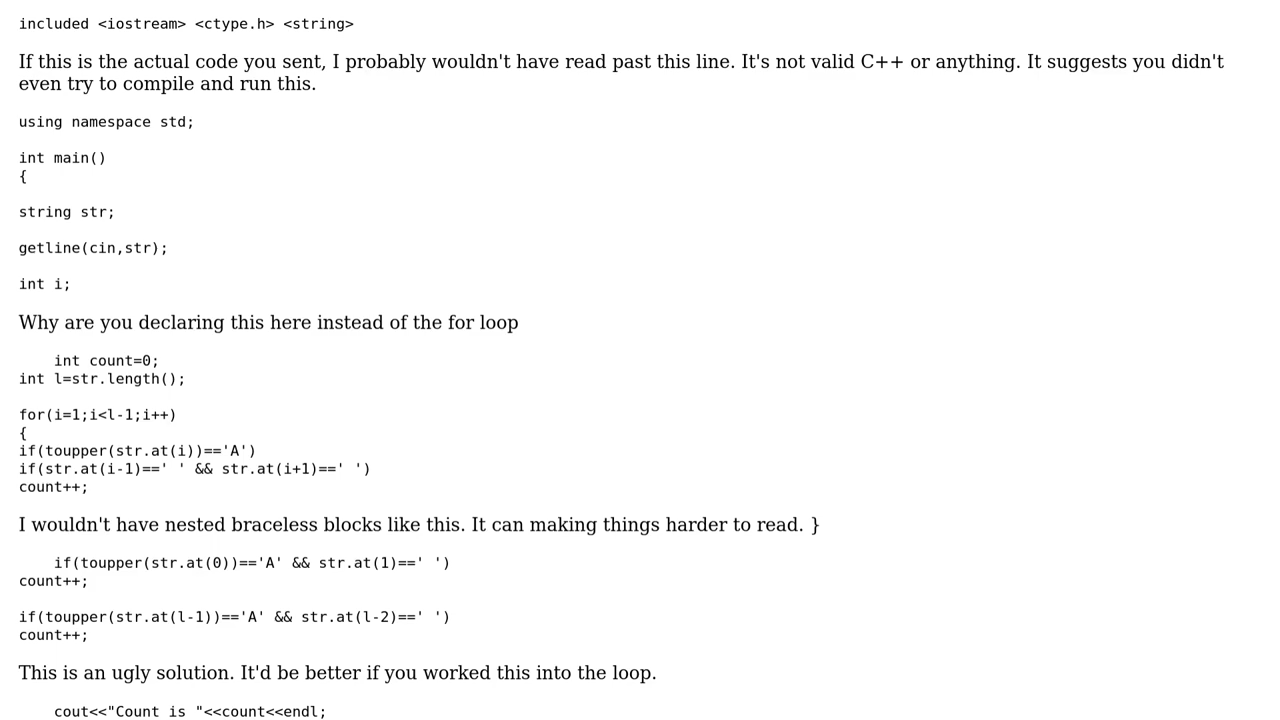 included <iostream> <ctype.h> <string>
If this is the actual code you sent, I probably wouldn't have read past this line. It's not valid C++ or anything. It suggests you didn't
even try to compile and run this.
using namespace std;
int main()
{
string str;
getline(cin,str);
int i;
Why are you declaring this here instead of the for loop
    int count=0;
int l=str.length();
for(i=1;i<l-1;i++)
{
if(toupper(str.at(i))=='A')
if(str.at(i-1)==' ' && str.at(i+1)==' ')
count++;
I wouldn't have nested braceless blocks like this. It can making things harder to read. }
    if(toupper(str.at(0))=='A' && str.at(1)==' ')
count++;
if(toupper(str.at(l-1))=='A' && str.at(l-2)==' ')
count++;
This is an ugly solution. It'd be better if you worked this into the loop.
    cout<<"Count is "<<count<<endl;